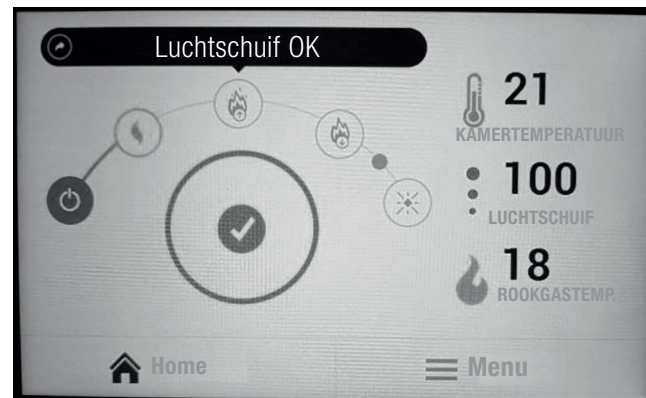 Luchtschuif OK
21
KAMERTEMPERATUUR
100
LUCHTSCHUIF
18
ROOKGASTEMP.
Home
Menu